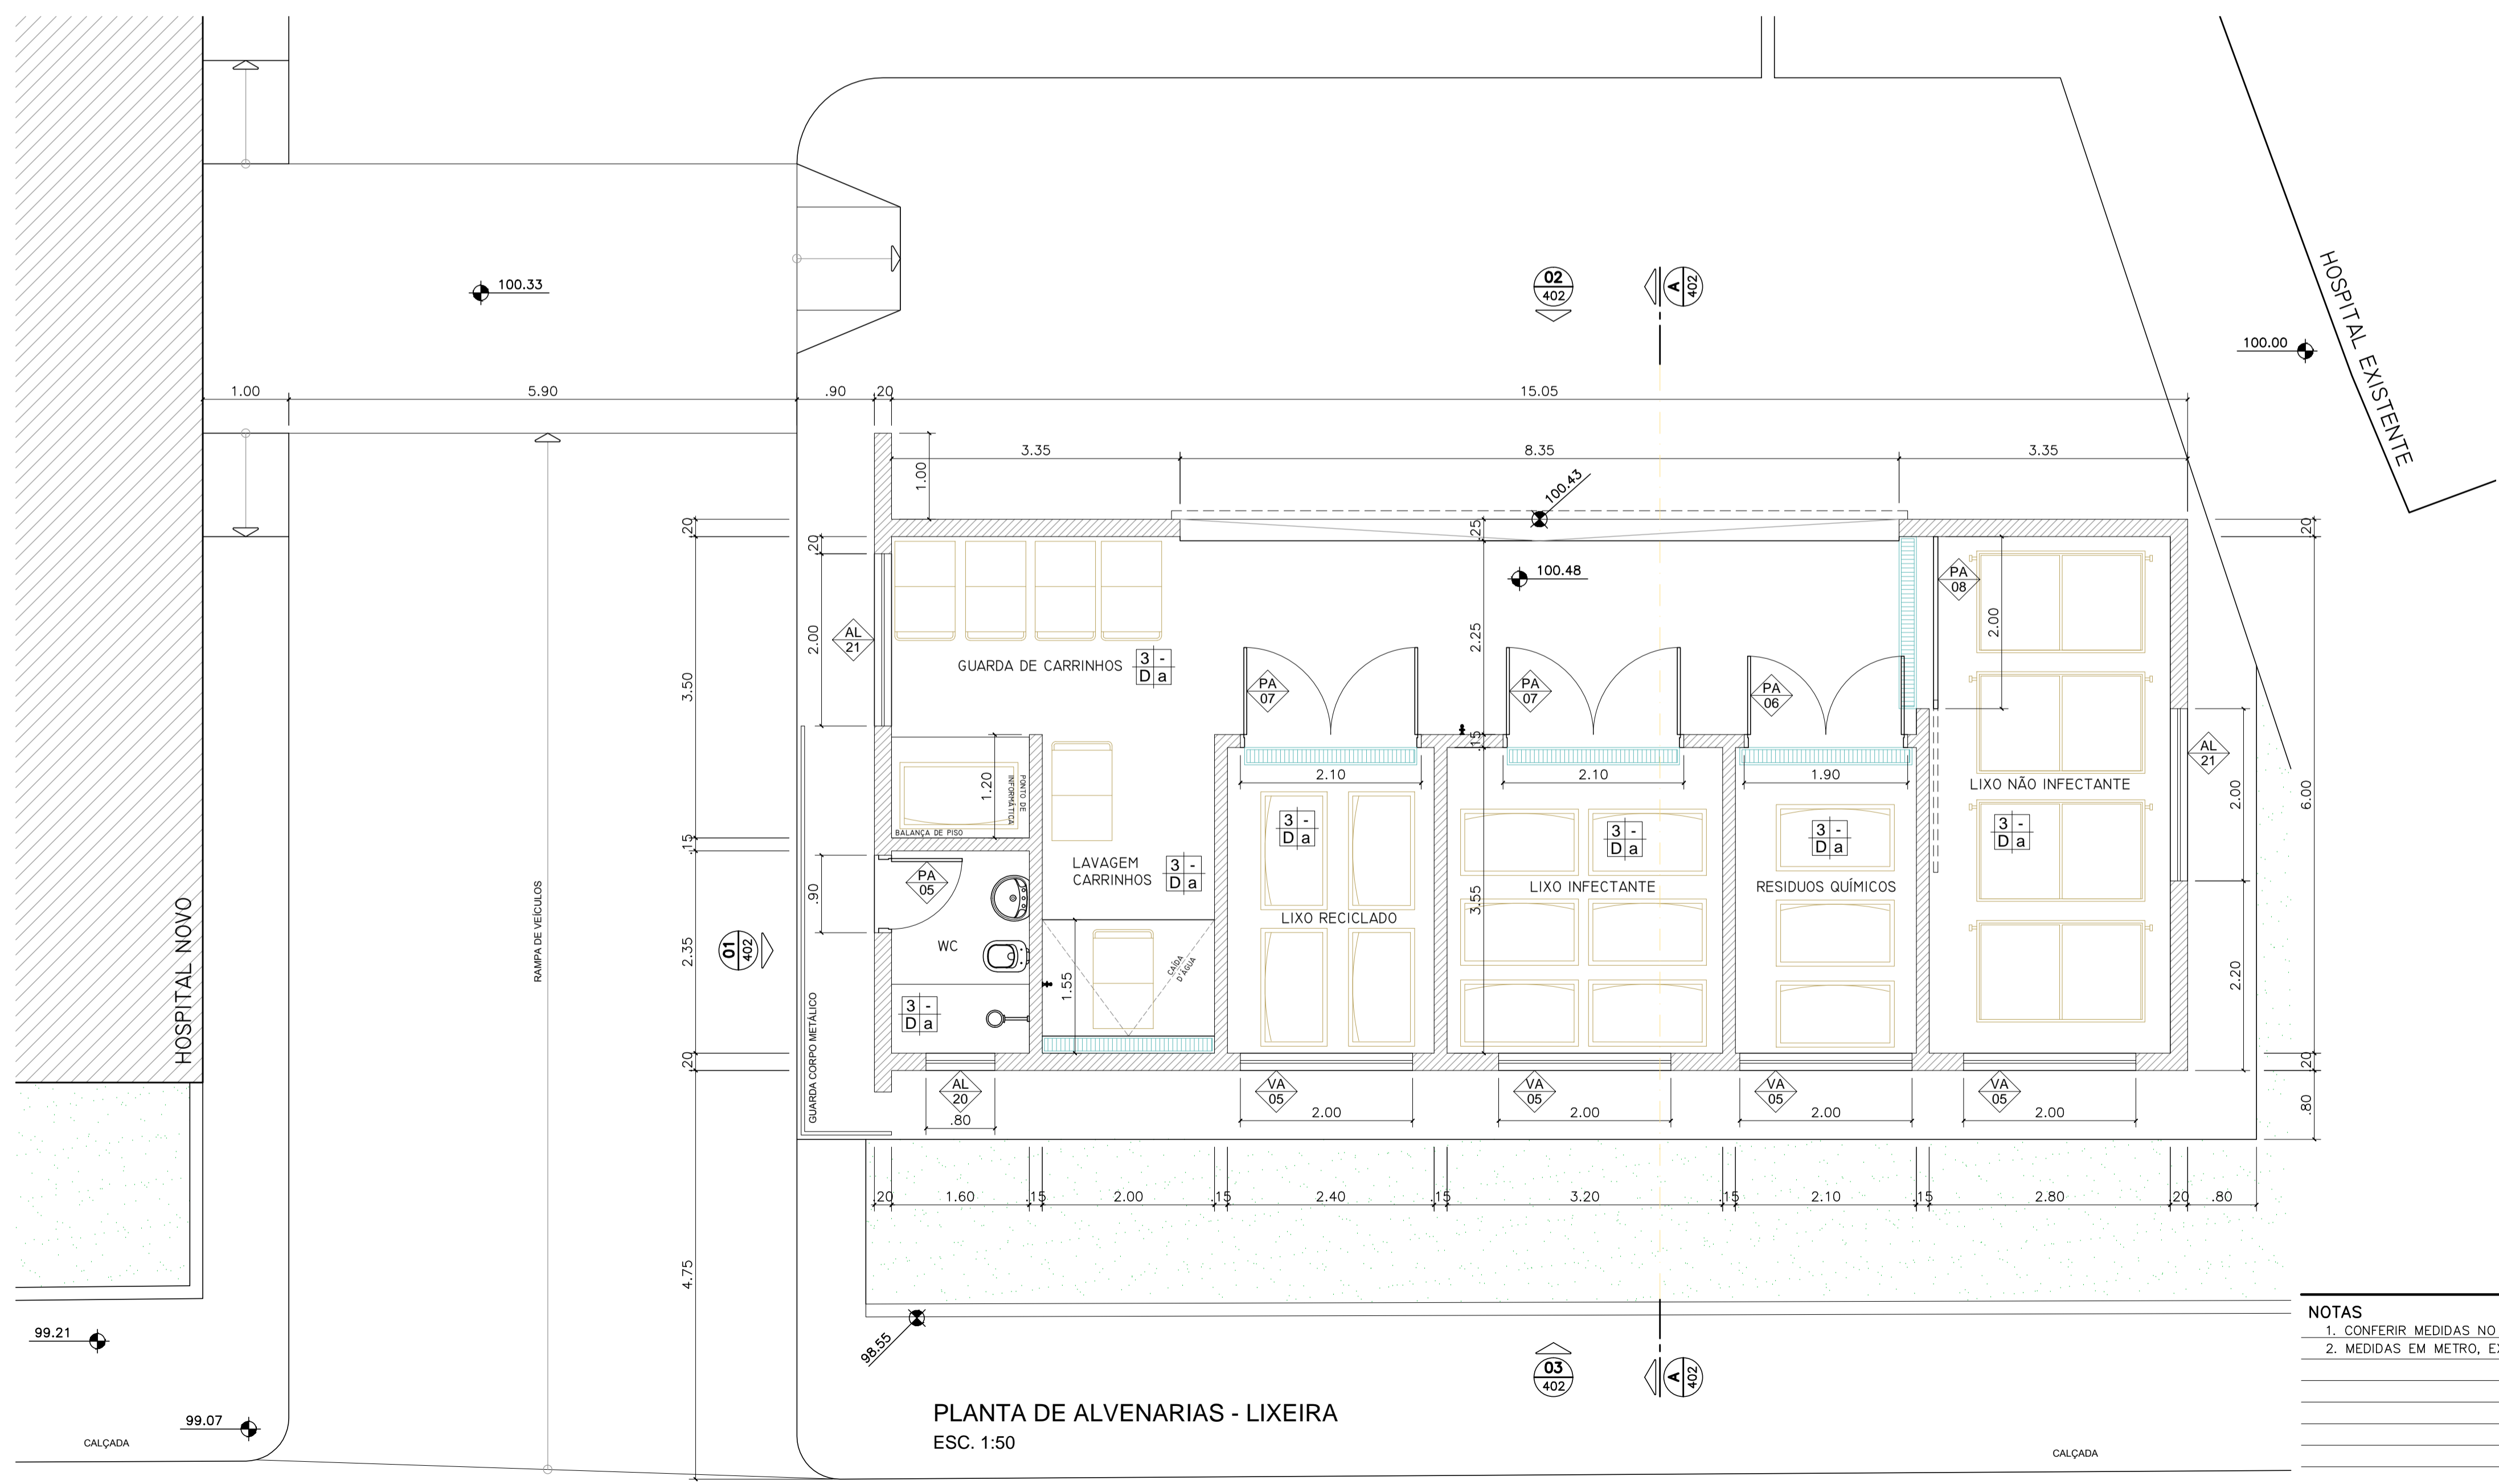 02
402
A
402
100.33
HOSPITAL EXISTENTE
100.00
1.00
5.90
.90
.20
15.05
3.35
8.35
3.35
1.00
100.43
.20
.20
.25
.20
100.48
PA
08
2.00
AL
21
2.00
2.25
3.50
GUARDA DE CARRINHOS
3 -
D a
PA
07
PA
07
PA
06
AL
21
.15
2.10
2.10
1.90
1.20
PONTO DE
INFORMÁTICA
BALANÇA DE PISO
LIXO NÃO INFECTANTE
2.00
6.00
3 -
D a
3 -
D a
3 -
D a
3 -
D a
.15
LAVAGEM
CARRINHOS
3 -
D a
PA
05
.90
LIXO INFECTANTE
RESIDUOS QUÍMICOS
3.55
LIXO RECICLADO
HOSPITAL NOVO
RAMPA DE VEÍCULOS
01
402
2.35
WC
CAÍDA
D'ÁGUA
1.55
2.20
GUARDA CORPO METÁLICO
3 -
D a
.20
.20
AL
20
.80
VA
05
2.00
VA
05
2.00
VA
05
2.00
VA
05
2.00
.80
.20
1.60
.15
2.00
.15
2.40
.15
3.20
.15
2.10
.15
2.80
.20
.80
4.75
99.21
98.55
99.07
CALÇADA
03
402
A
402
PLANTA DE ALVENARIAS - LIXEIRA
ESC. 1:50
CALÇADA
NOTAS
1. CONFERIR MEDIDAS NO
2. MEDIDAS EM METRO,